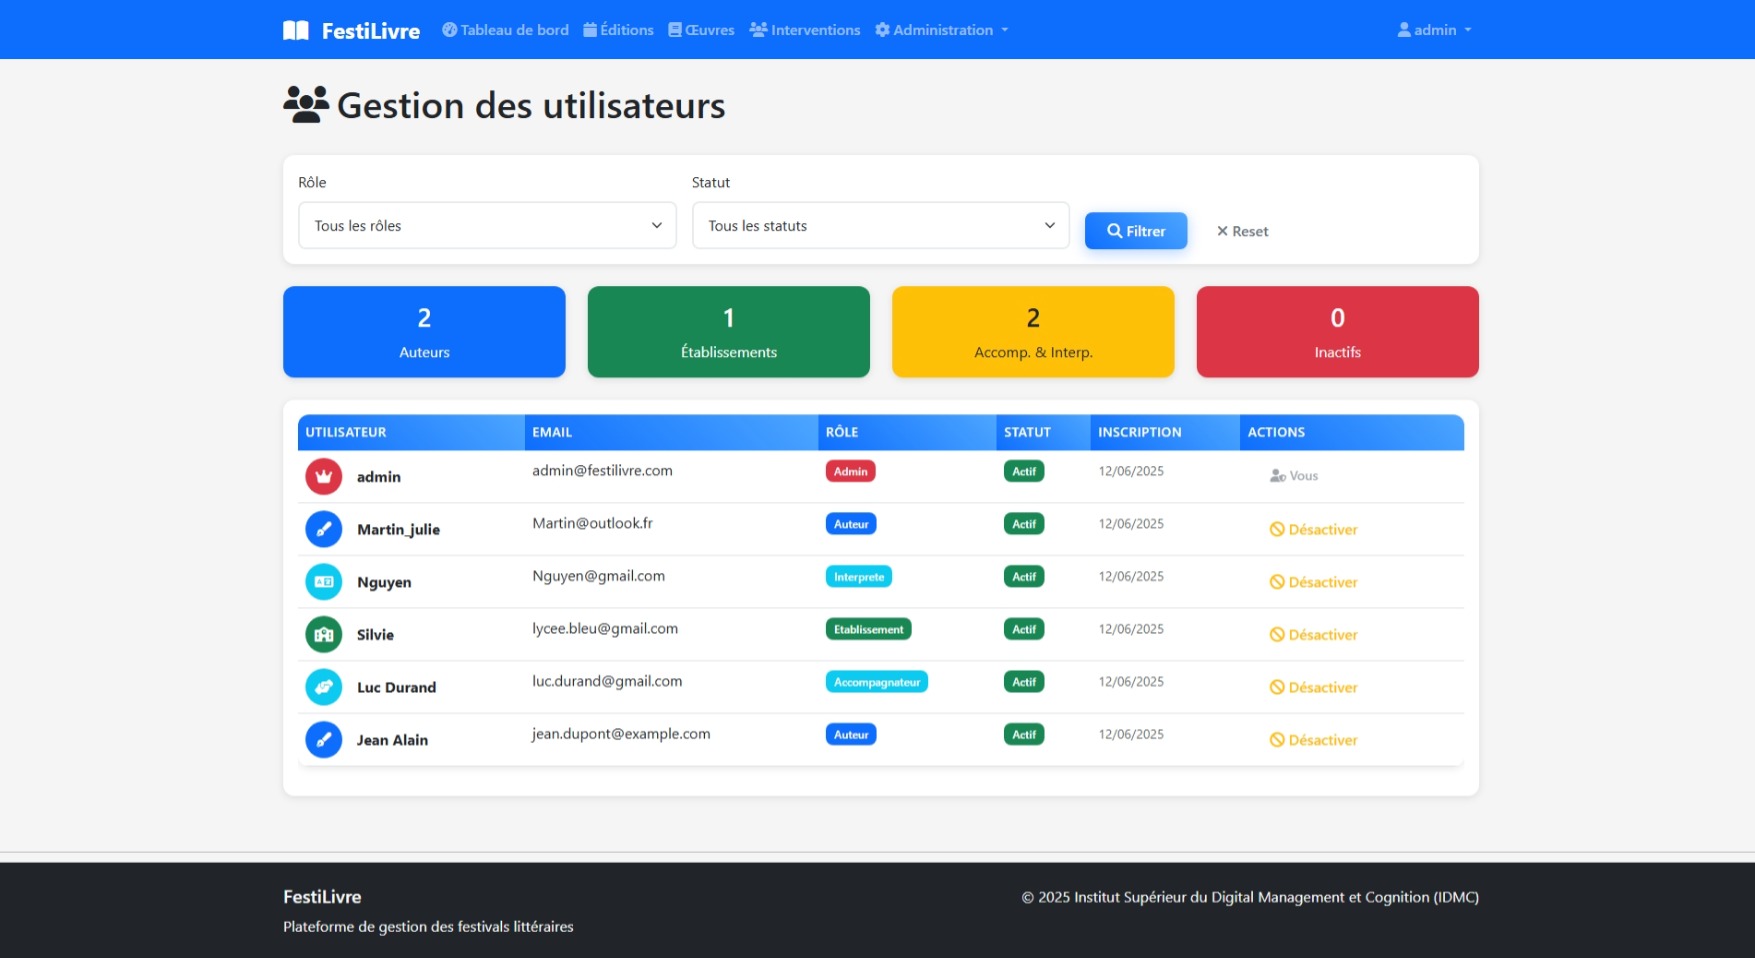 FestiLivre Tableau de bord Éditions Œuvres Interventions Administration admin
Gestion des utilisateurs
Rôle Statut
Tous les rôles Tous les statuts Filtrer Reset
2 1 2 0
Auteurs Établissements Accomp. & Interp. Inactifs
UTILISATEUR EMAIL RÔLE STATUT INSCRIPTION ACTIONS
admin admin@festilivre.com Admin Actif 12/06/2025 Vous
Martin_julie Martin@outlook.fr Auteur Actif 12/06/2025 Désactiver
Nguyen Nguyen@gmail.com Interprete Actif 12/06/2025 Désactiver
Silvie lycee.bleu@gmail.com Etablissement Actif 12/06/2025 Désactiver
Luc Durand luc.durand@gmail.com Accompagnateur Actif 12/06/2025 Désactiver
Jean Alain jean.dupont@example.com Auteur Actif 12/06/2025 Désactiver
FestiLivre © 2025 Institut Supérieur du Digital Management et Cognition (IDMC)
Plateforme de gestion des festivals littéraires